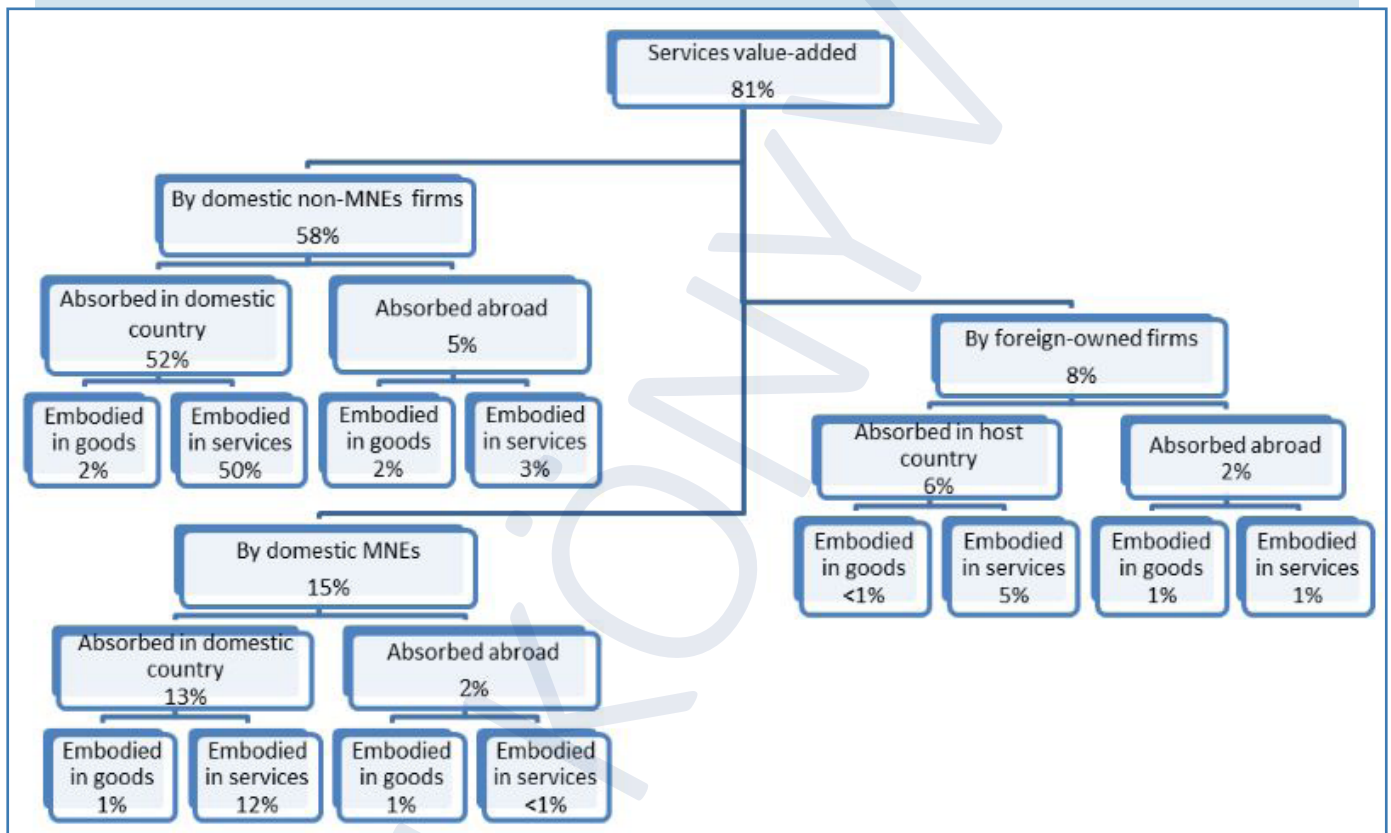 Services value-added
81%
By domestic non-MNEs firms
58%
Absorbed in domestic
country
52%
Absorbed abroad
5%
Embodied
in goods
2%
Embodied
in services
50%
Embodied
in goods
2%
Embodied
in services
3%
By foreign-owned firms
8%
Absorbed in host
country
6%
Absorbed abroad
2%
Embodied
in goods
<1%
Embodied
in services
5%
Embodied
in goods
1%
Embodied
in services
1%
By domestic MNEs
15%
Absorbed in domestic
country
13%
Absorbed abroad
2%
Embodied
in goods
1%
Embodied
in services
12%
Embodied
in goods
1%
Embodied
in services
<1%